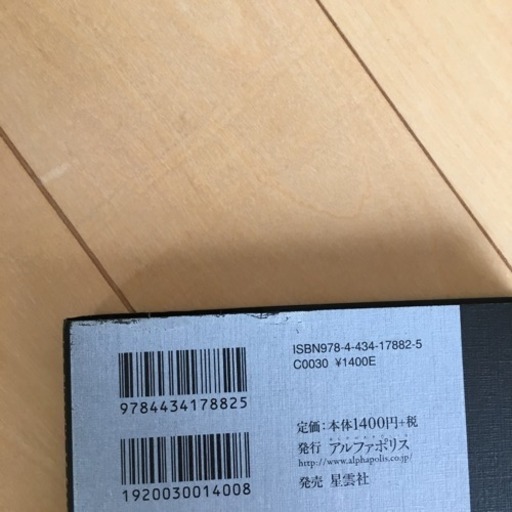 ISBN978-4-434-17882-5
C0030 ¥1400E
9784434178825
定価:本体1400円+税
発行 アルファポリス
http://www.alphapolis.co.jp/
1920030014008
発売 星雲社